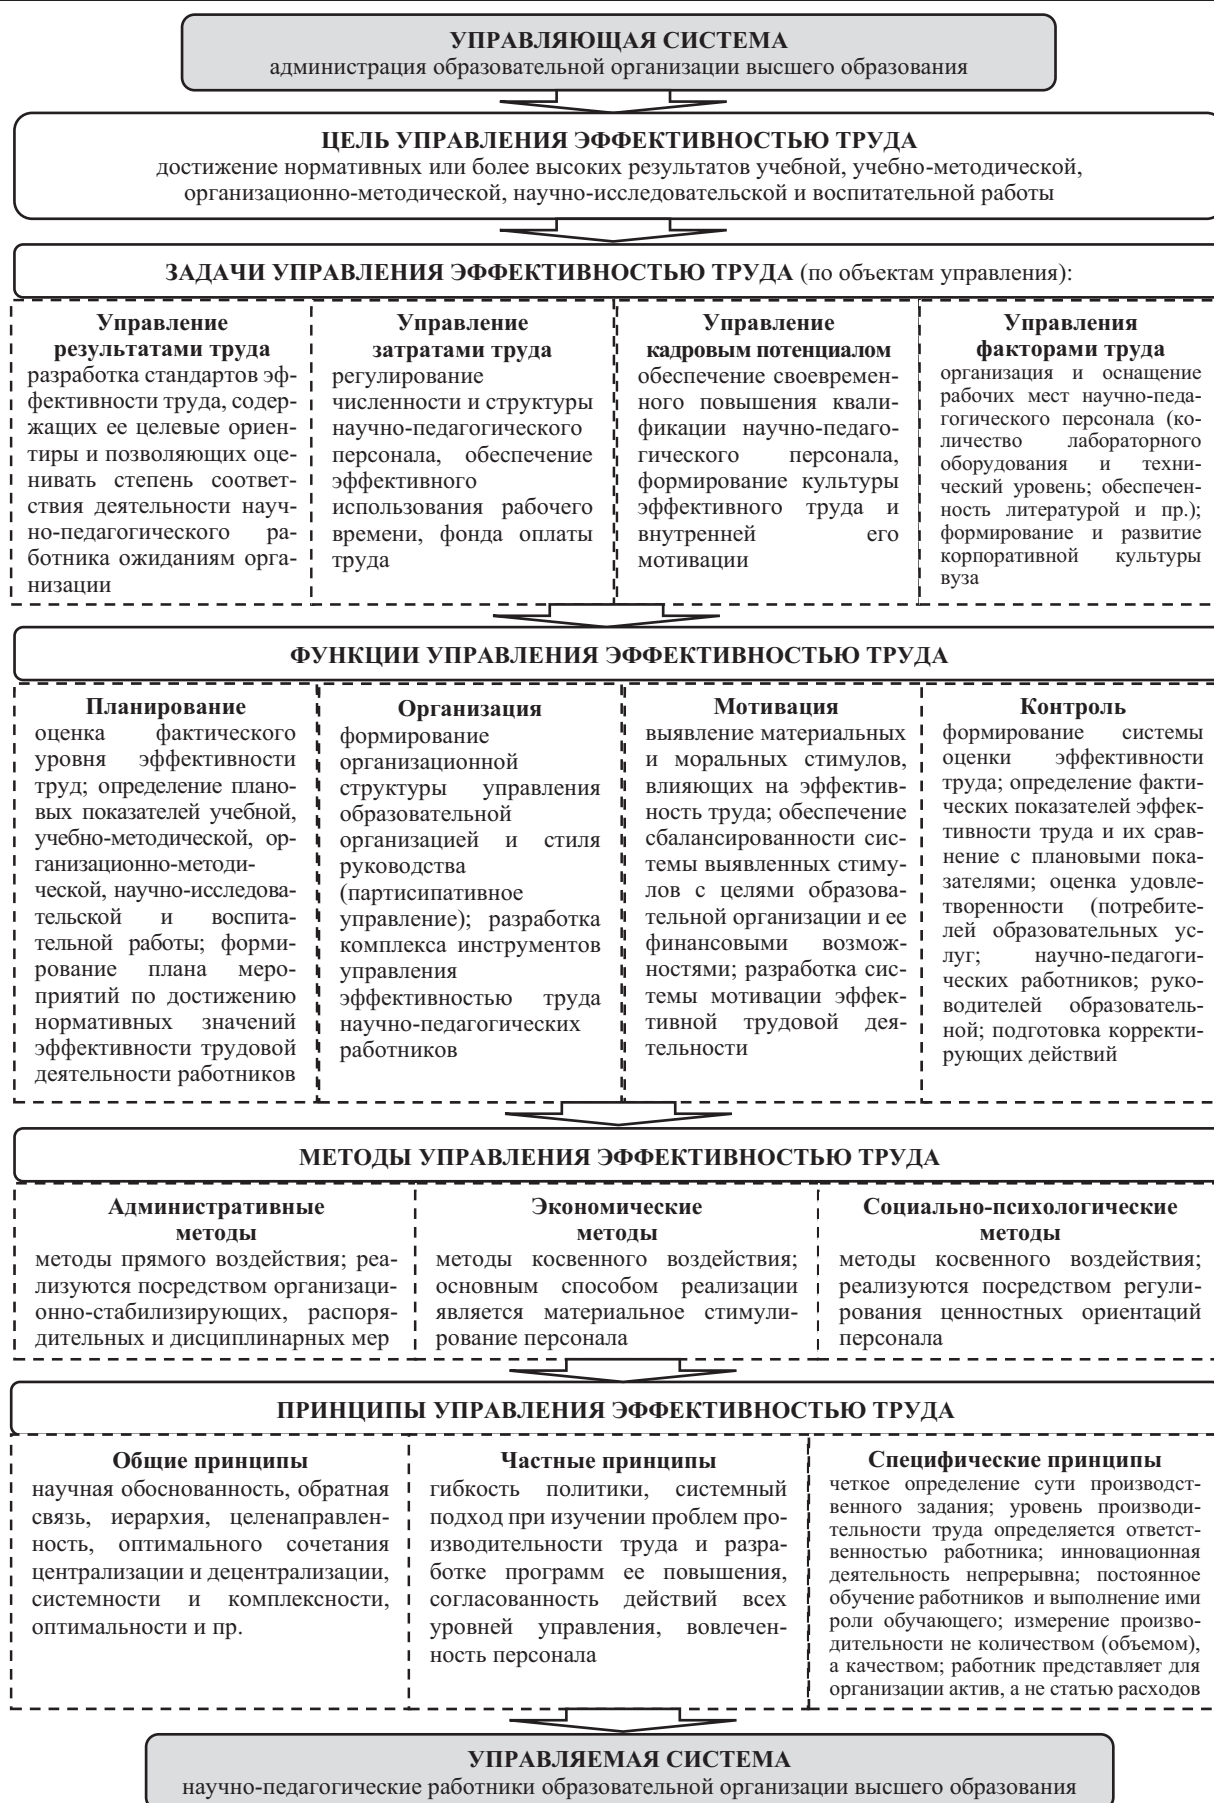 УПРАВЛЯЮЩАЯ СИСТЕМА
администрация образовательной организации высшего образования
ЦЕЛЬ УПРАВЛЕНИЯ ЭФФЕКТИВНОСТЬЮ ТРУДА
достижение нормативных или более высоких результатов учебной, учебно-методической,
организационно-методической, научно-исследовательской и воспитательной работы
ЗАДАЧИ УПРАВЛЕНИЯ ЭФФЕКТИВНОСТЬЮ ТРУДА (по объектам управления):
Управление
результатами труда
разработка стандартов эф-
фективности труда, содер-
жащих ее целевые ориен-
тиры и позволяющих оце-
нивать степень соответ-
ствия деятельности науч-
но-педагогического ра-
ботника ожиданиям орга-
низации
Управление
затратами труда
регулирование
численности и структуры
научно-педагогического
персонала, обеспечение
эффективного
использования рабочего
времени, фонда оплаты
труда
Управление
кадровым потенциалом
обеспечение своевремен-
ного повышения квали-
фикации научно-педаго-
гического персонала,
формирование культуры
эффективного труда и
внутренней его
мотивации
Управления
факторами труда
организация и оснащение
рабочих мест научно-педа-
гогического персонала (ко-
личество лабораторного
оборудования и техни-
ческий уровень; обеспечен-
ность литературой и пр.);
формирование и развитие
корпоративной культуры
вуза
ФУНКЦИИ УПРАВЛЕНИЯ ЭФФЕКТИВНОСТЬЮ ТРУДА
Планирование
оценка фактического
уровня эффективности
труд; определение плано-
вых показателей учебной,
учебно-методической, ор-
ганизационно-методи-
ческой, научно-исследова-
тельской и воспита-
тельной работы; форми-
рование плана меро-
приятий по достижению
нормативных значений
эффективности трудовой
деятельности работников
Организация
формирование
организационной
структуры управления
образовательной
организацией и стиля
руководства
(партисипативное
управление); разработка
комплекса инструментов
управления
эффективностью труда
научно-педагогических
работников
Мотивация
выявление материальных
и моральных стимулов,
влияющих на эффектив-
ность труда; обеспечение
сбалансированности сис-
темы выявленных стиму-
лов с целями образова-
тельной организации и ее
финансовыми возмож-
ностями; разработка сис-
темы мотивации эффек-
тивной трудовой дея-
тельности
Контроль
формирование системы
оценки эффективности
труда; определение факти-
ческих показателей эффек-
тивности труда и их срав-
нение с плановыми пока-
зателями; оценка удовле-
творенности (потребите-
лей образовательных ус-
луг; научно-педагоги-
ческих работников; руко-
водителей образователь-
ной; подготовка корректи-
рующих действий
МЕТОДЫ УПРАВЛЕНИЯ ЭФФЕКТИВНОСТЬЮ ТРУДА
Административные
методы
методы прямого воздействия; реа-
лизуются посредством организаци-
онно-стабилизирующих, распоря-
дительных и дисциплинарных мер
Экономические
методы
методы косвенного воздействия;
основным способом реализации
является материальное стимули-
рование персонала
Социально-психологические
методы
методы косвенного воздействия;
реализуются посредством регули-
рования ценностных ориентаций
персонала
ПРИНЦИПЫ УПРАВЛЕНИЯ ЭФФЕКТИВНОСТЬЮ ТРУДА
Общие принципы
научная обоснованность, обратная
связь, иерархия, целенаправлен-
ность, оптимального сочетания
централизации и децентрализации,
системности и комплексности,
оптимальности и пр.
Частные принципы
гибкость политики, системный
подход при изучении проблем про-
изводительности труда и разра-
ботке программ ее повышения,
согласованность действий всех
уровней управления, вовлечен-
ность персонала
Специфические принципы
четкое определение сути производст-
венного задания; уровень производи-
тельности труда определяется ответст-
венностью работника; инновационная
деятельность непрерывна; постоянное
обучение работников и выполнение ими
роли обучающего; измерение произво-
дительности не количеством (объемом),
а качеством; работник представляет для
организации актив, а не статью расходов
УПРАВЛЯЕМАЯ СИСТЕМА
научно-педагогические работники образовательной организации высшего образования